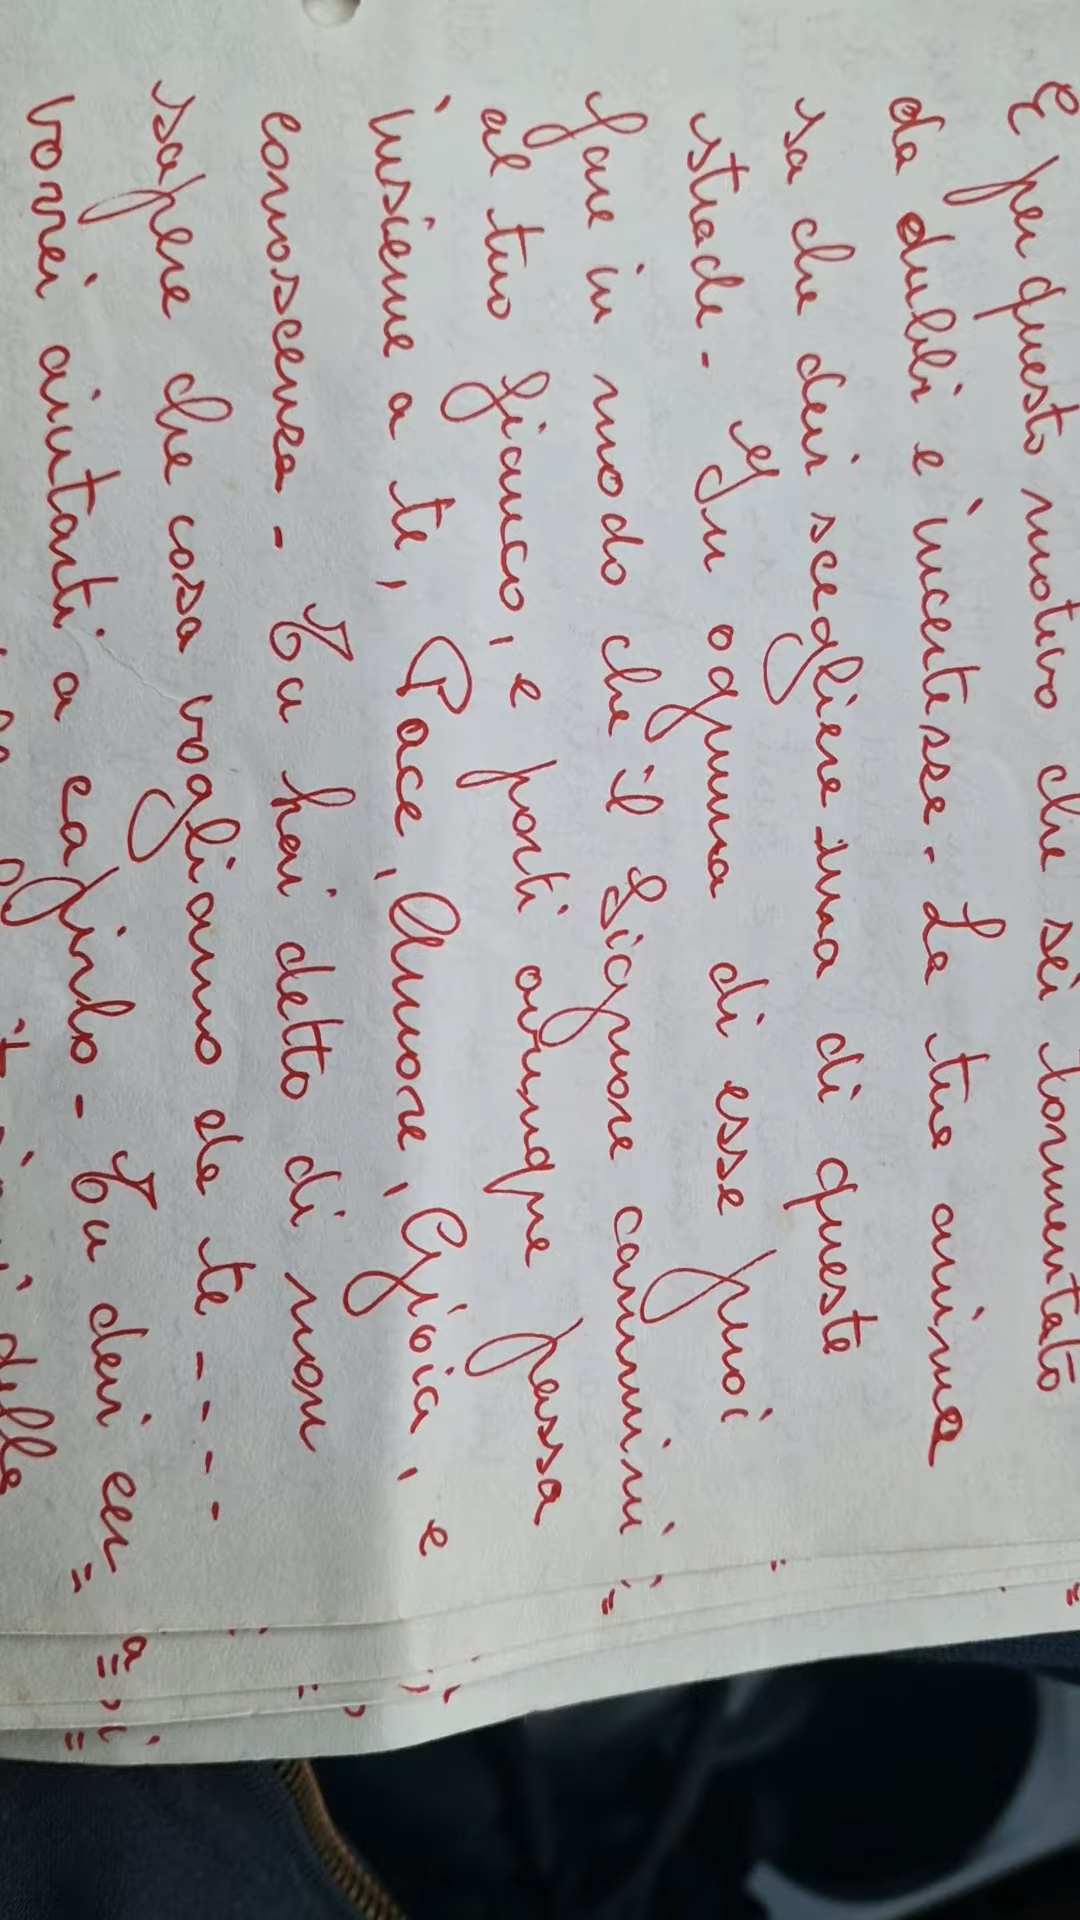 E per questo motivo che sei tormentato
da dubbi e incertesse. La tua anima
sa che devi scegliere una di queste
strade - In ognuna di esse puoi
fare in modo che il Signore cammini
al tuo fianco, e porti ovunque passa
insieme a te, Pace, Amore, Gioia, e
conoscenza - Tu hai detto di non
sapere che cosa vogliamo da te - - - -
vorrei aiutarti a capirlo - Tu devi cer=